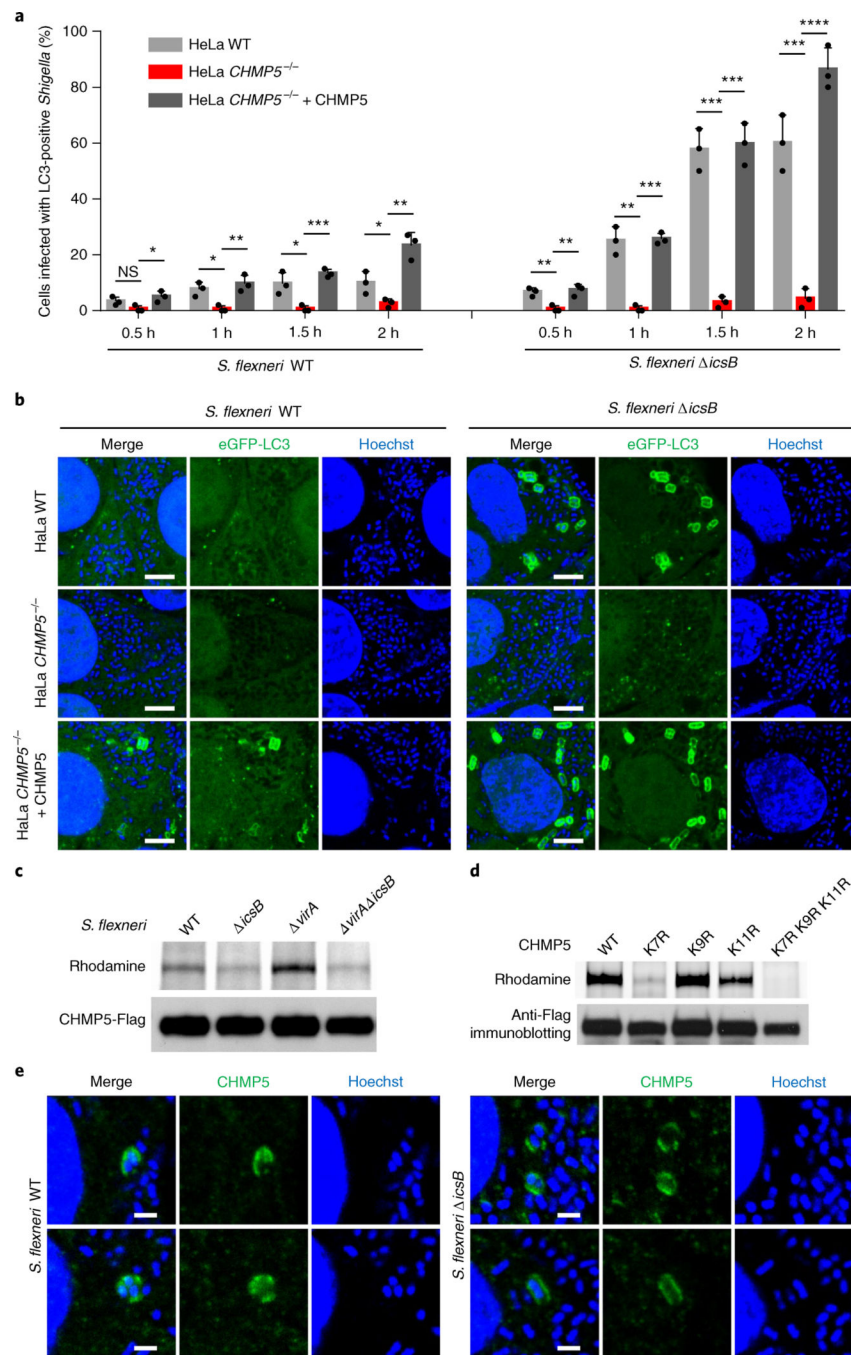 a
Cells infected with LC3-positive Shigella (%)
100
80
60
40
20
0
HeLa WT
HeLa CHMP5−/−
HeLa CHMP5−/− + CHMP5
NS
*
*
**
*
***
*
**
**
**
**
***
***
***
***
****
0.5 h
1 h
1.5 h
2 h
0.5 h
1 h
1.5 h
2 h
S. flexneri WT
S. flexneri ΔicsB
b
S. flexneri WT
S. flexneri ΔicsB
Merge
eGFP-LC3
Hoechst
Merge
eGFP-LC3
Hoechst
HaLa WT
HaLa CHMP5−/−
HaLa CHMP5−/−
+ CHMP5
c
S. flexneri
WT
ΔicsB
ΔvirA
ΔvirAΔicsB
Rhodamine
CHMP5-Flag
d
CHMP5
WT
K7R
K9R
K11R
K7R K9R K11R
Rhodamine
Anti-Flag
immunoblotting
e
Merge
CHMP5
Hoechst
Merge
CHMP5
Hoechst
S. flexneri WT
S. flexneri ΔicsB